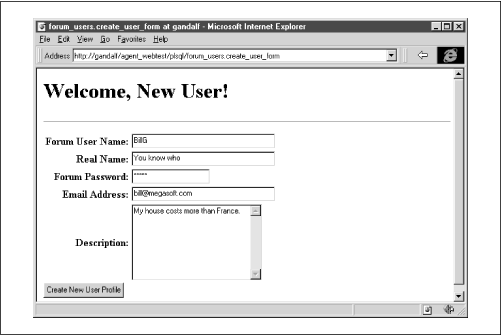 forum_users.create_user_form at gandalf - Microsoft Internet Explorer
File Edit View Go Favorites Help
Address http://gandalf/agent_webtest/plsql/forum_users.create_user_form
Welcome, New User!
Forum User Name: BillG
Real Name: You know who
Forum Password: *****
Email Address: bill@megasoft.com
Description: My house costs more than France.
Create New User Profile